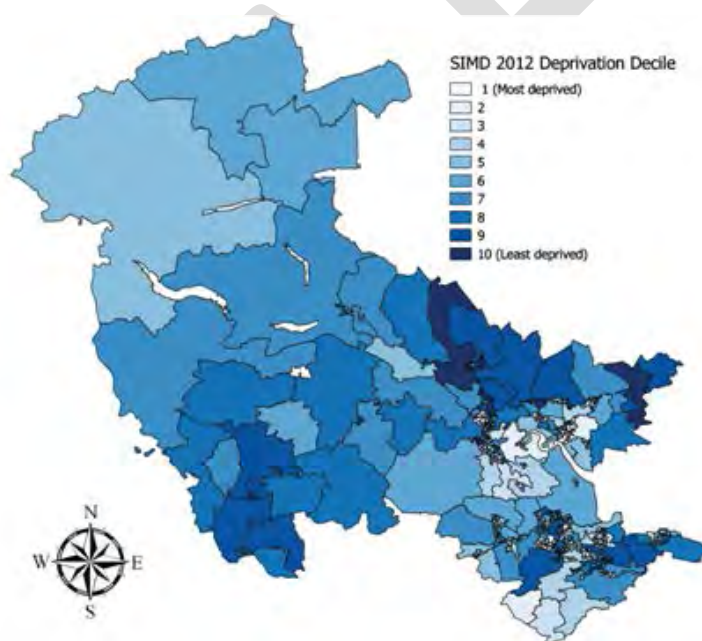 SIMD 2012 Deprivation Decile
1 (Most deprived)
2
3
4
5
6
7
8
9
10 (Least deprived)
N
W E
S